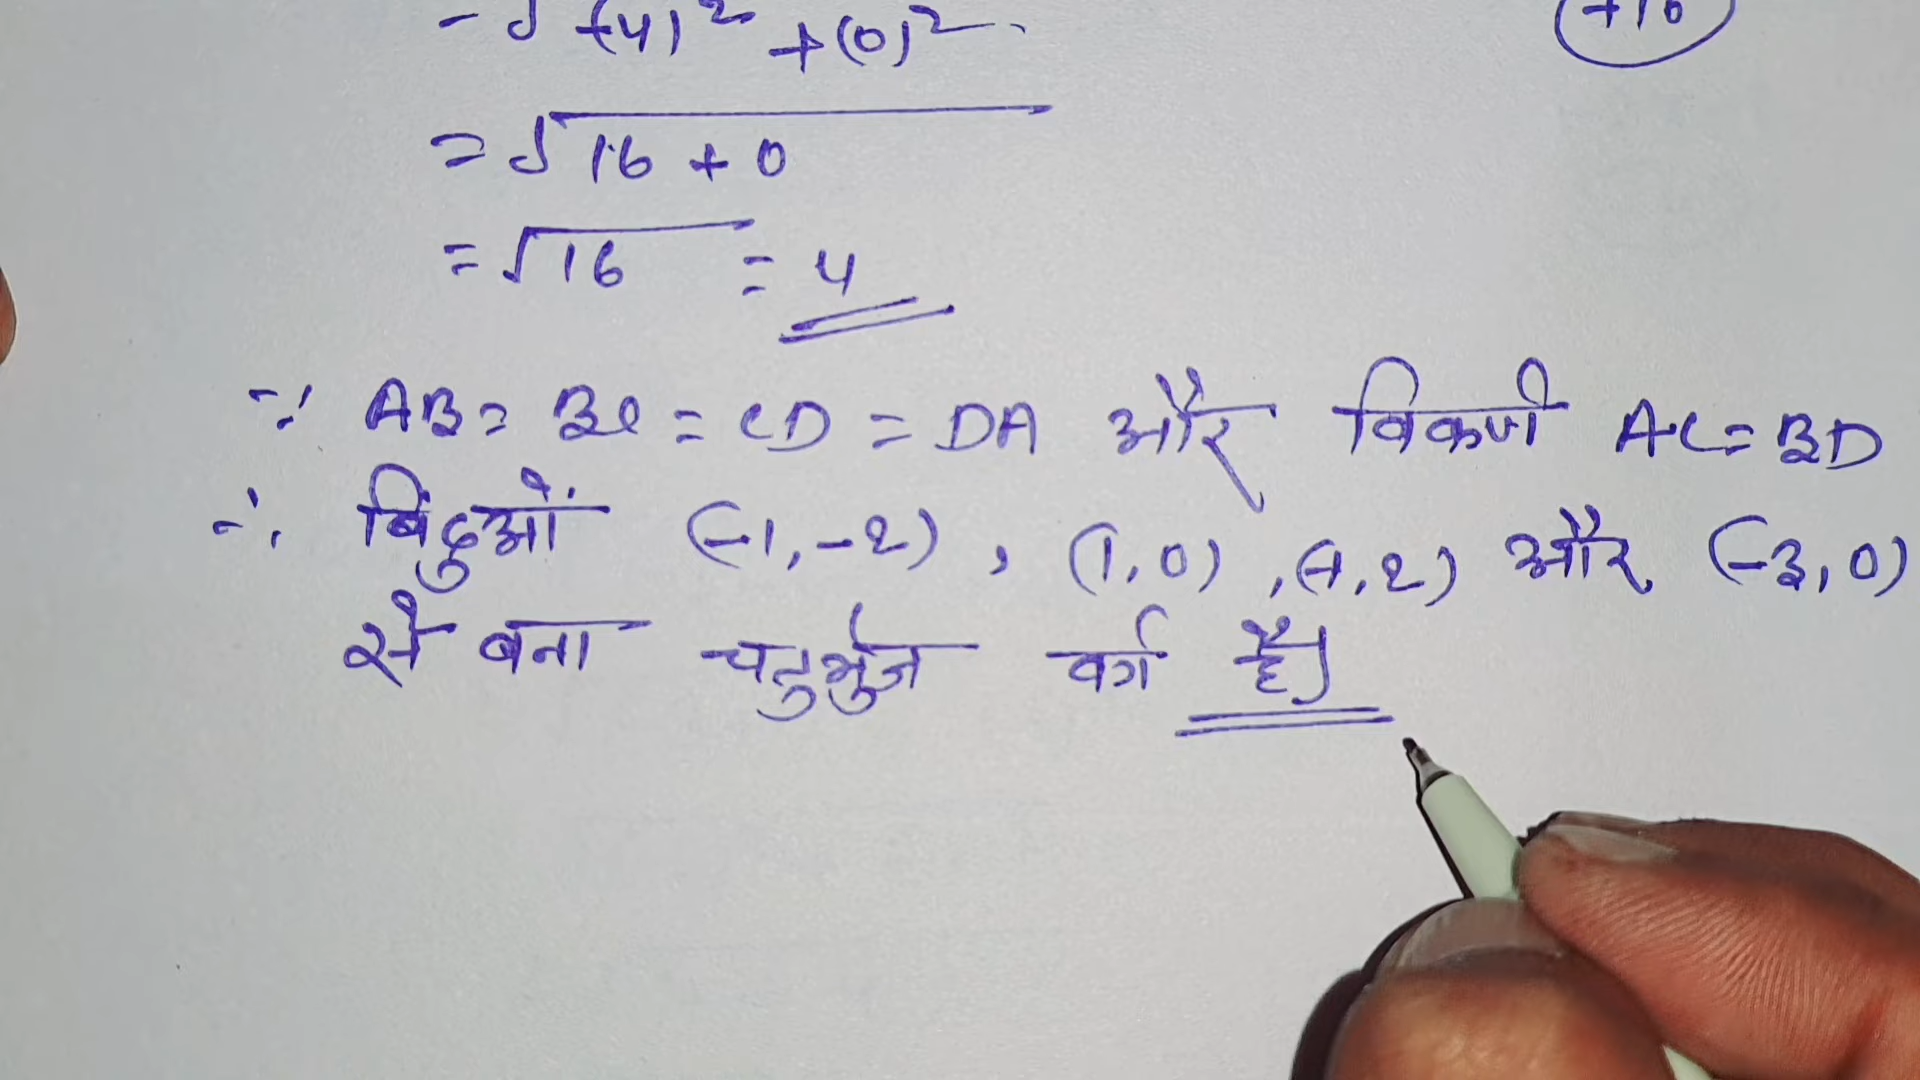 = √(-4)² + (0)²
+16
= √16 + 0
= √16 = 4
∵ AB = BC = CD = DA और विकर्ण AC = BD
∴ बिंदुओं (-1, -2), (1, 0), (-1, 2) और (-3, 0)
से बना चतुर्भुज वर्ग है।